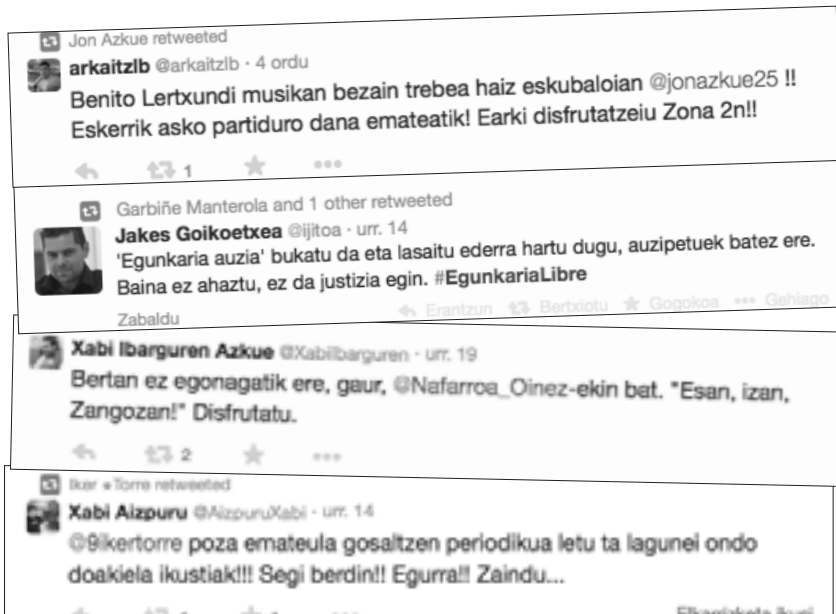 Jon Azkue retweeted
arkaitzlb @arkaitzlb · 4 ordu
Benito Lertxundi musikan bezain trebea haiz eskubaloian @jonazkue25 !!
Eskerrik asko partiduro dana emateatik! Earki disfrutatzeiu Zona 2n!!
1
Garbiñe Manterola and 1 other retweeted
Jakes Goikoetxea @ijitoa · urr. 14
'Egunkaria auzia' bukatu da eta lasaitu ederra hartu dugu, auzipetuek batez ere.
Baina ez ahaztu, ez da justizia egin. #EgunkariaLibre
Zabaldu Erantzun Bertxiotu Gogokoa Gehiago
Xabi Ibarguren Azkue @XabiIbarguren · urr. 19
Bertan ez egonagatik ere, gaur, @Nafarroa_Oinez-ekin bat. "Esan, izan,
Zangozan!" Disfrutatu.
2
Iker Torre retweeted
Xabi Aizpuru @AizpuruXabi · urr. 14
@9ikertorre poza emateula gosaltzen periodikua letu ta lagunei ondo
doakiela ikustiak!!! Segi berdin!! Egurra!! Zaindu...
Elkarrizketa ikusi